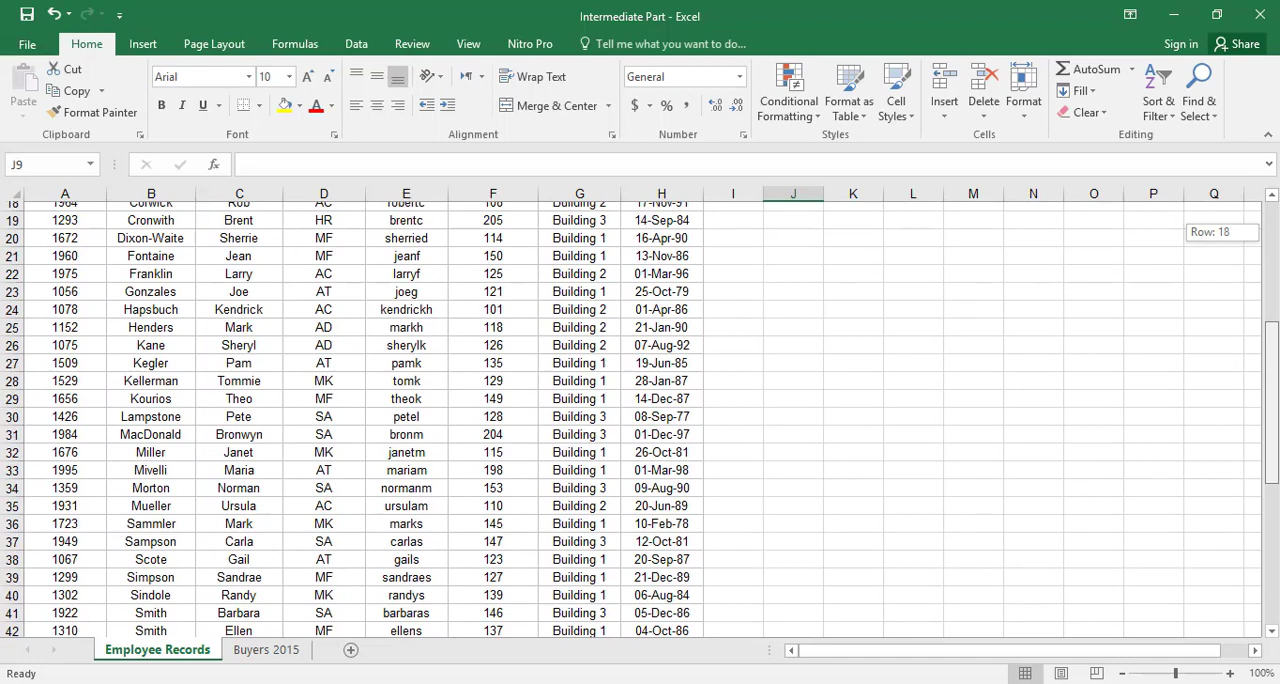 Intermediate Part - Excel
File Home Insert Page Layout Formulas Data Review View Nitro Pro Tell me what you want to do... Sign in Share
Paste Cut Copy Format Painter Clipboard
Arial 10 B I U A Font
Wrap Text Merge & Center Alignment
General $ % , Number
Conditional Formatting Format as Table Cell Styles Styles
Insert Delete Format Cells
AutoSum Fill Clear Sort & Filter Find & Select Editing
J9 fx
A B C D E F G H I J K L M N O P Q
18 1964 Colwick Rob AC robertc 106 Building 2 17-Nov-91
19 1293 Cronwith Brent HR brentc 205 Building 3 14-Sep-84
Row: 18
20 1672 Dixon-Waite Sherrie MF sherried 114 Building 1 16-Apr-90
21 1960 Fontaine Jean MF jeanf 150 Building 1 13-Nov-86
22 1975 Franklin Larry AC larryf 125 Building 2 01-Mar-96
23 1056 Gonzales Joe AT joeg 121 Building 1 25-Oct-79
24 1078 Hapsbuch Kendrick AC kendrickh 101 Building 2 01-Apr-86
25 1152 Henders Mark AD markh 118 Building 1 21-Jan-90
26 1075 Kane Sheryl AD sherylk 126 Building 2 07-Aug-92
27 1509 Kegler Pam AT pamk 135 Building 1 19-Jun-85
28 1529 Kellerman Tommie MK tomk 129 Building 1 28-Jan-87
29 1656 Kourios Theo MF theok 149 Building 1 14-Dec-87
30 1426 Lampstone Pete SA petel 128 Building 3 08-Sep-77
31 1984 MacDonald Bronwyn SA bronm 204 Building 3 01-Dec-97
32 1676 Miller Janet MK janetm 115 Building 1 26-Oct-81
33 1995 Mivelli Maria AT mariam 198 Building 1 01-Mar-98
34 1359 Morton Norman SA normanm 153 Building 3 09-Aug-90
35 1931 Mueller Ursula AC ursulam 110 Building 2 20-Jun-89
36 1723 Sammler Mark MK marks 145 Building 1 10-Feb-78
37 1949 Sampson Carla SA carlas 147 Building 3 12-Oct-81
38 1067 Scote Gail AT gails 123 Building 1 20-Sep-87
39 1299 Simpson Sandrae MF sandraes 127 Building 1 21-Dec-89
40 1302 Sindole Randy MK randys 139 Building 1 06-Aug-84
41 1922 Smith Barbara SA barbaras 146 Building 3 05-Dec-86
42 1310 Smith Ellen MF ellens 137 Building 1 04-Oct-86
Employee Records Buyers 2015
Ready 100%